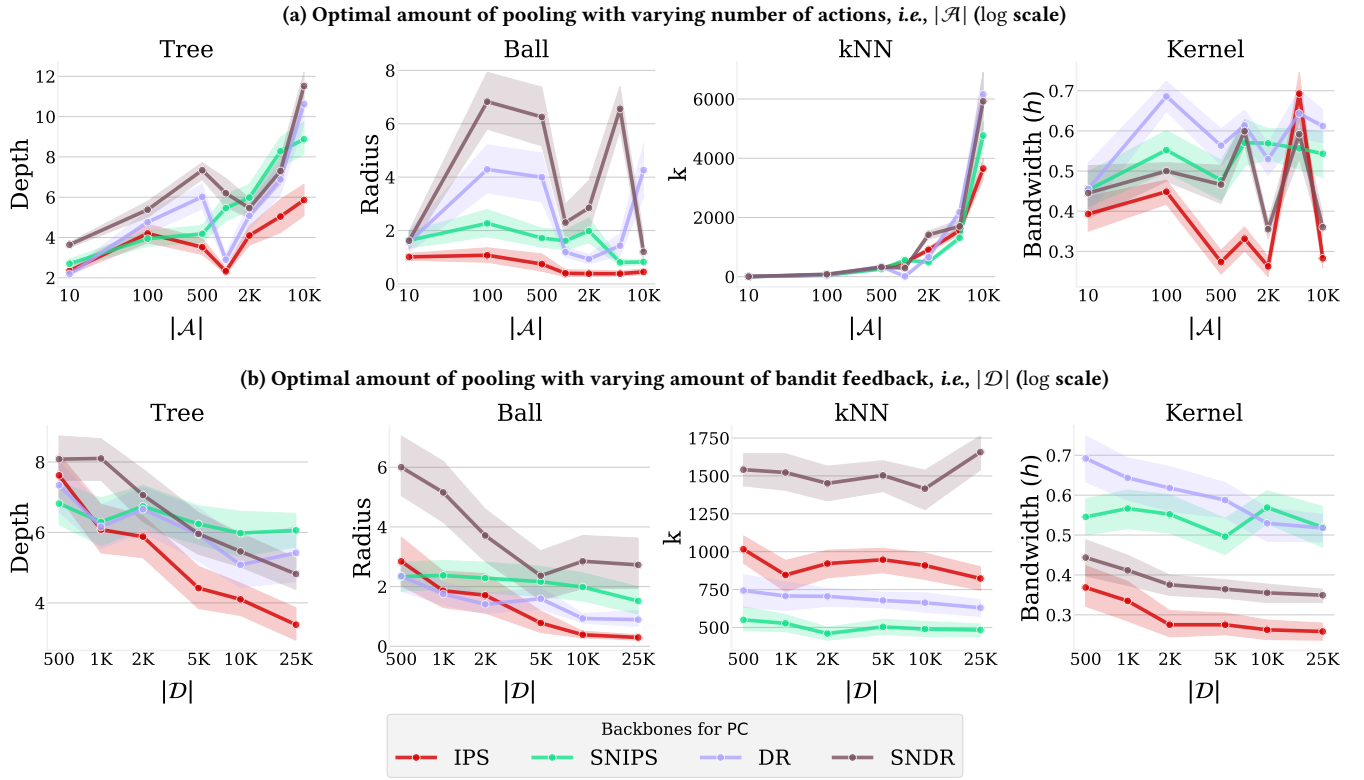 (a) Optimal amount of pooling with varying number of actions, i.e., |𝒜| (log scale)
Tree
Ball
kNN
Kernel
Depth
12
10
8
6
4
2
10 100 500 2K 10K
|𝒜|
Radius
8
6
4
2
0
10 100 500 2K 10K
|𝒜|
k
6000
4000
2000
0
10 100 500 2K 10K
|𝒜|
Bandwidth (h)
0.7
0.6
0.5
0.4
0.3
10 100 500 2K 10K
|𝒜|
(b) Optimal amount of pooling with varying amount of bandit feedback, i.e., |𝒟| (log scale)
Tree
Ball
kNN
Kernel
Depth
8
6
4
500 1K 2K 5K 10K 25K
|𝒟|
Radius
6
4
2
0
500 1K 2K 5K 10K 25K
|𝒟|
k
1750
1500
1250
1000
750
500
500 1K 2K 5K 10K 25K
|𝒟|
Bandwidth (h)
0.7
0.6
0.5
0.4
0.3
500 1K 2K 5K 10K 25K
|𝒟|
Backbones for PC
IPS SNIPS DR SNDR